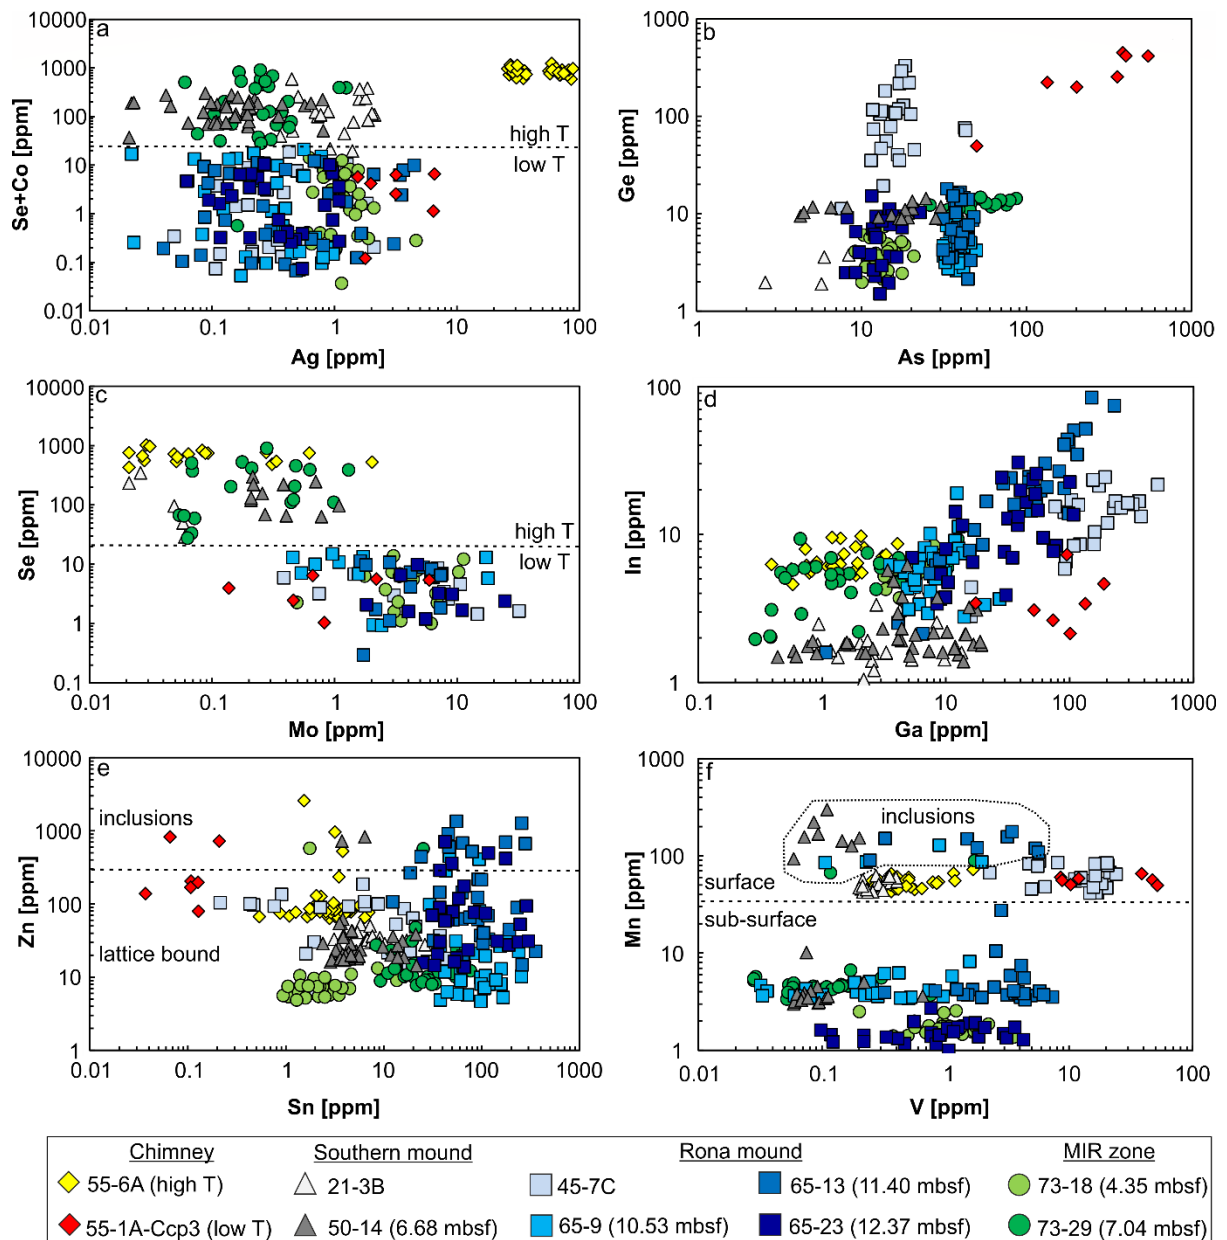 a
10000
1000
100
10
1
0.1
0.01
Se+Co [ppm]
high T
low T
0.01
0.1
1
10
100
Ag [ppm]
b
1000
100
10
1
Ge [ppm]
1
10
100
1000
As [ppm]
c
10000
1000
100
10
1
0.1
Se [ppm]
high T
low T
0.01
0.1
1
10
100
Mo [ppm]
d
100
10
1
In [ppm]
0.1
1
10
100
1000
Ga [ppm]
e
10000
1000
100
10
1
Zn [ppm]
inclusions
lattice bound
0.01
0.1
1
10
100
1000
Sn [ppm]
f
1000
100
10
1
Mn [ppm]
inclusions
surface
sub-surface
0.01
0.1
1
10
100
V [ppm]
Chimney Southern mound Rona mound MIR zone
55-6A (high T) 21-3B 45-7C 65-13 (11.40 mbsf) 73-18 (4.35 mbsf)
55-1A-Ccp3 (low T) 50-14 (6.68 mbsf) 65-9 (10.53 mbsf) 65-23 (12.37 mbsf) 73-29 (7.04 mbsf)